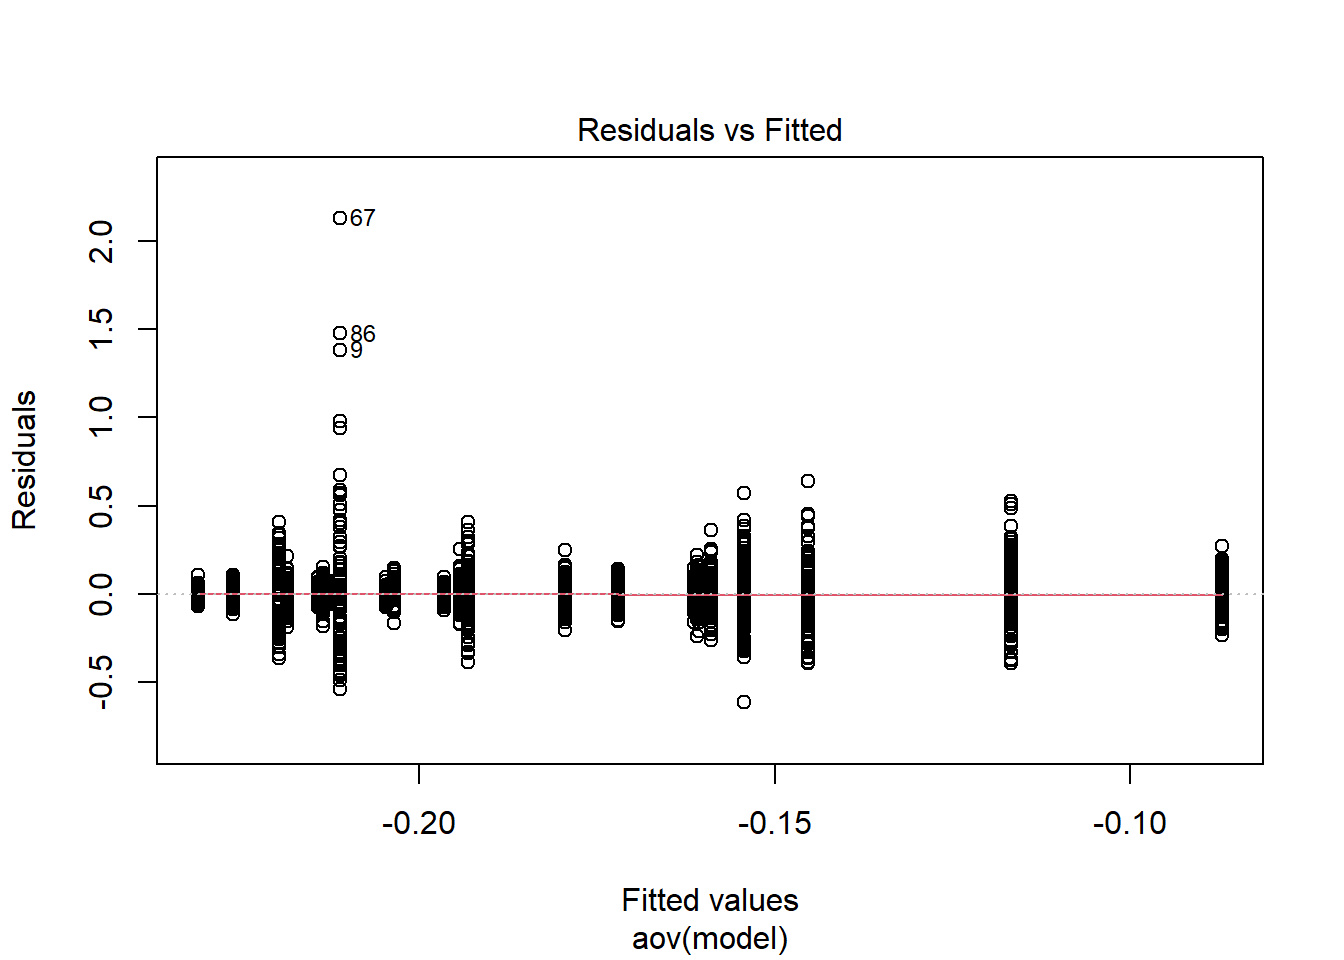 Residuals vs Fitted
67
86
9
2.0
1.5
1.0
0.5
0.0
-0.5
Residuals
-0.20 -0.15 -0.10
Fitted values
aov(model)